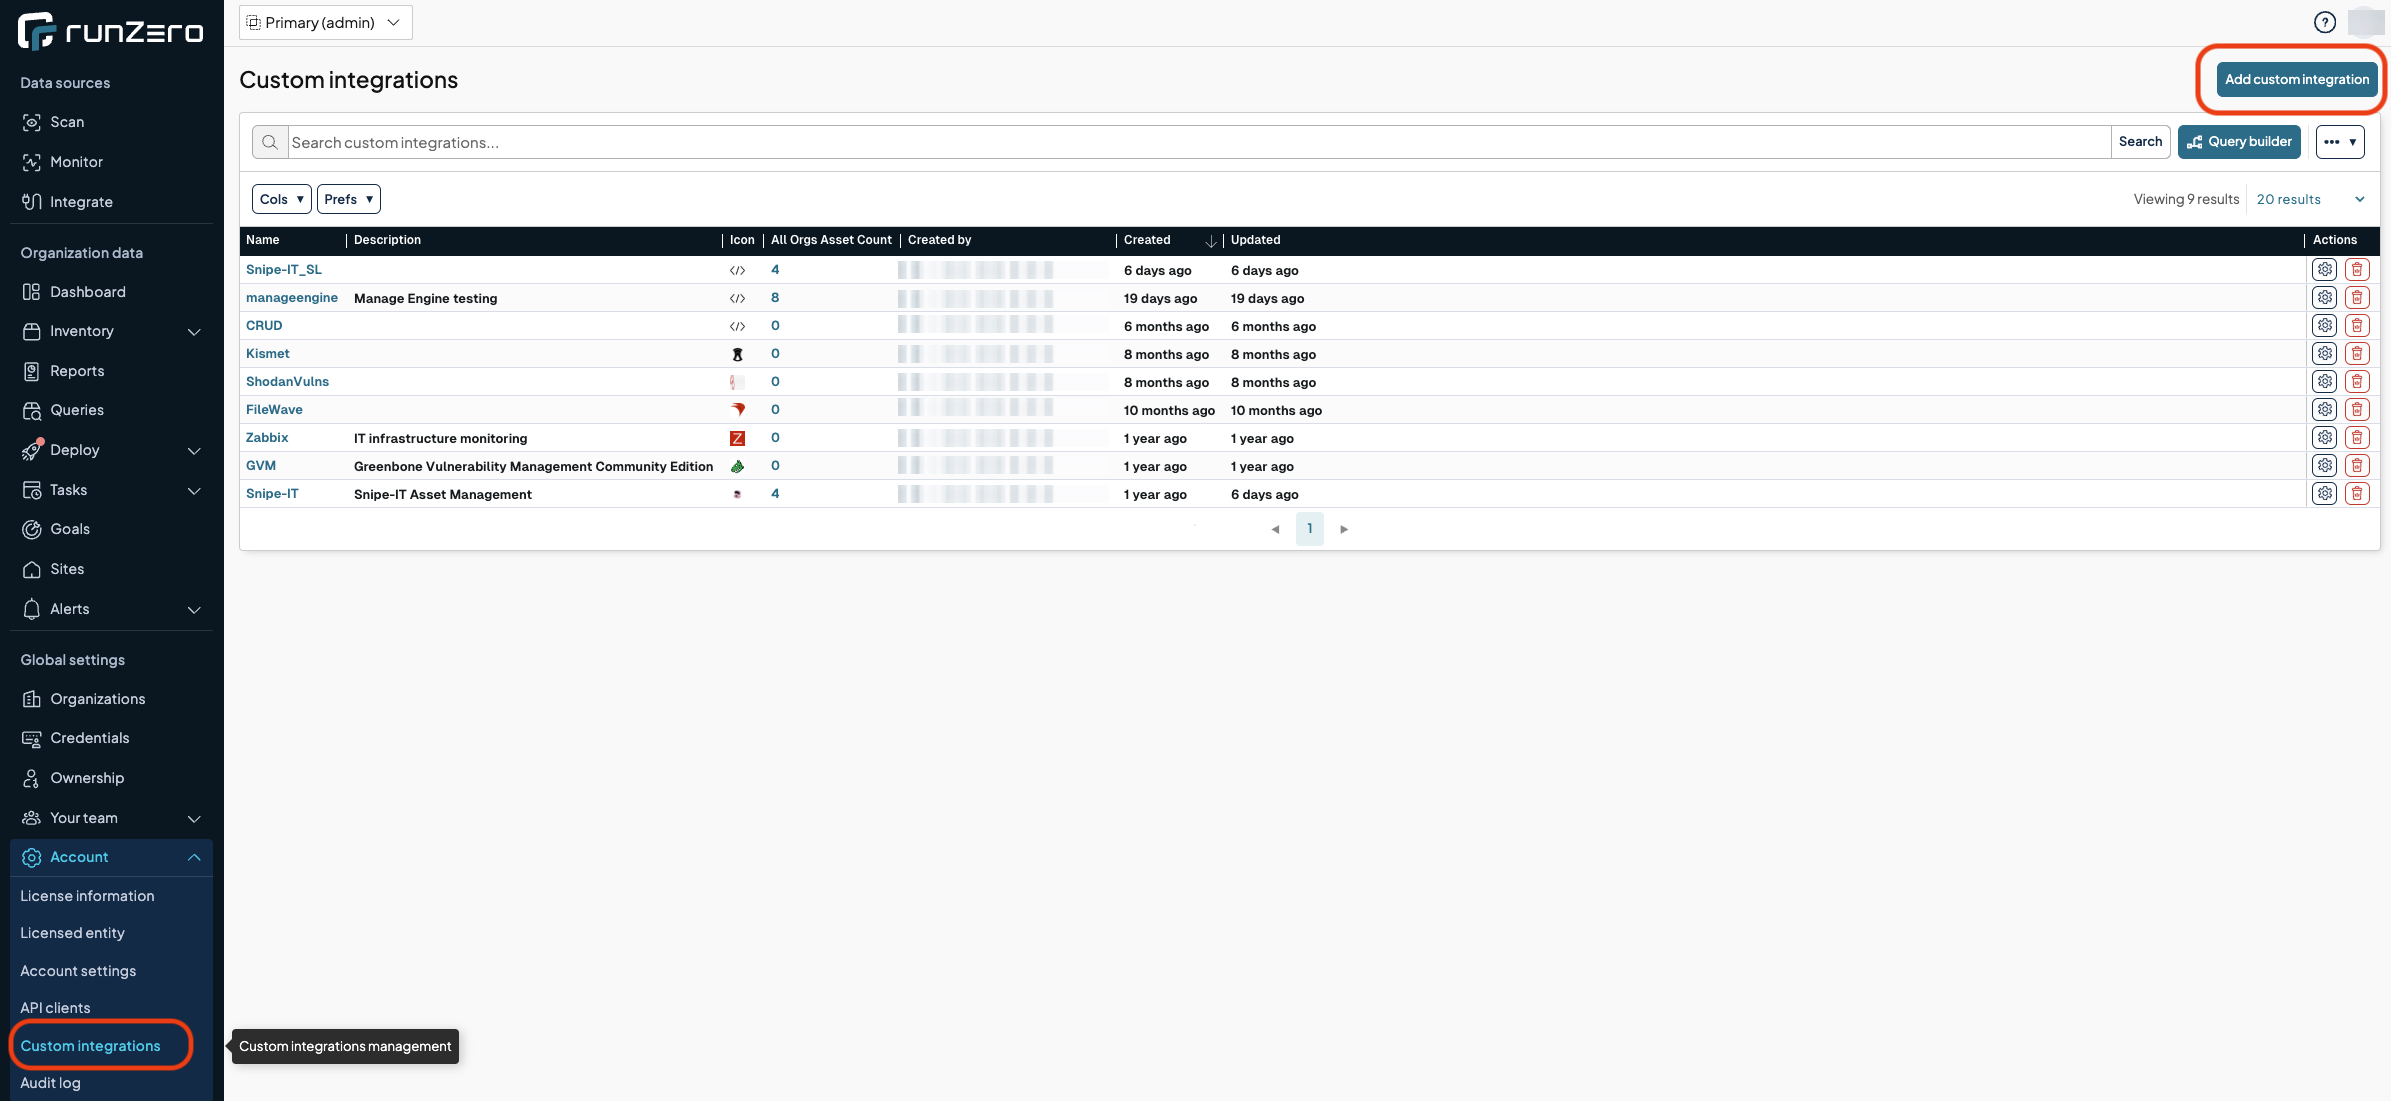 runZero
Primary (admin)
?
Data sources
Scan
Monitor
Integrate
Organization data
Dashboard
Inventory
Reports
Queries
Deploy
Tasks
Goals
Sites
Alerts
Global settings
Organizations
Credentials
Ownership
Your team
Account
License information
Licensed entity
Account settings
API clients
Custom integrations
Audit log
Custom integrations management
Custom integrations
Add custom integration
Search custom integrations...
Search
Query builder
Cols
Prefs
Viewing 9 results
20 results
Name Description Icon All Orgs Asset Count Created by Created Updated Actions
Snipe-IT_SL </> 4 6 days ago 6 days ago
manageengine Manage Engine testing </> 8 19 days ago 19 days ago
CRUD </> 0 6 months ago 6 months ago
Kismet 0 8 months ago 8 months ago
ShodanVulns 0 8 months ago 8 months ago
FileWave 0 10 months ago 10 months ago
Zabbix IT infrastructure monitoring Z 0 1 year ago 1 year ago
GVM Greenbone Vulnerability Management Community Edition 0 1 year ago 1 year ago
Snipe-IT Snipe-IT Asset Management 4 1 year ago 6 days ago
1